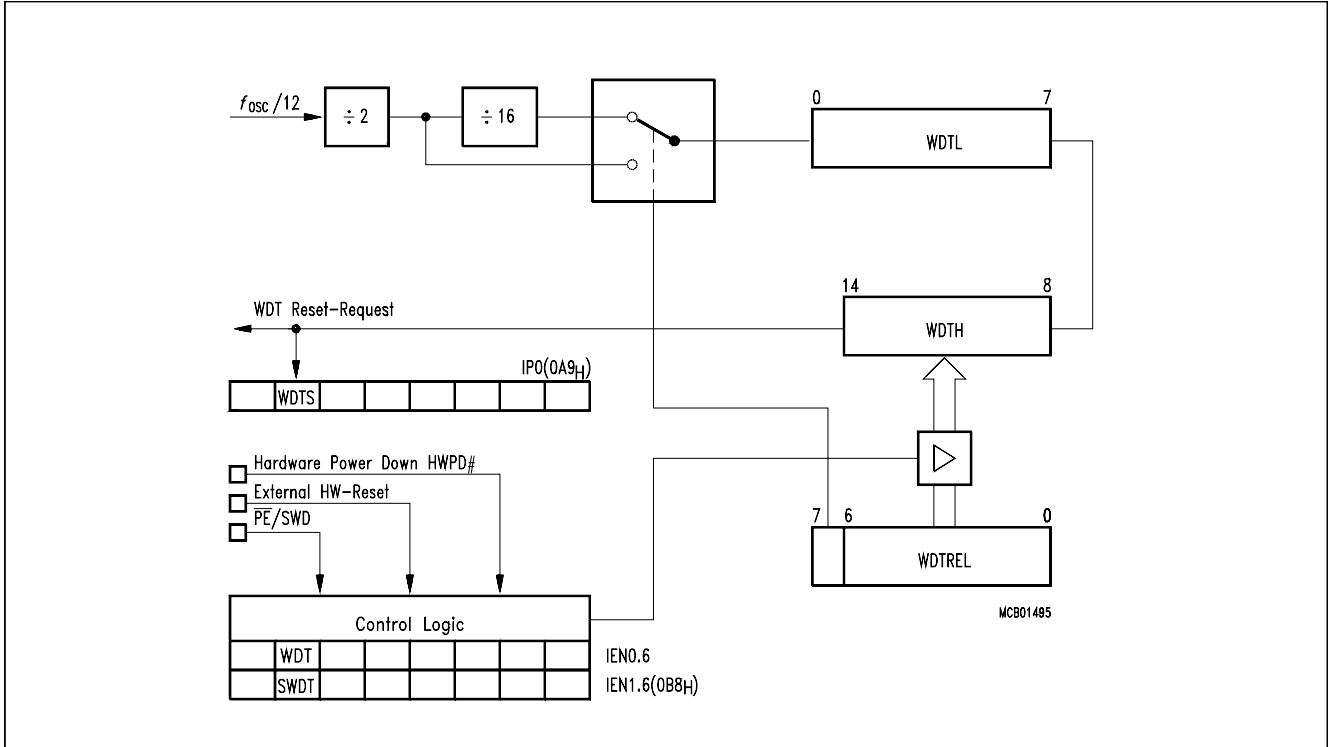 fOSC/12
÷ 2
÷ 16
0 7
WDTL
14 8
WDT Reset-Request
WDTH
IP0(0A9H)
WDTS
Hardware Power Down HWPD#
External HW-Reset
PE/SWD
7 6 0
WDTREL
MCB01495
Control Logic
WDT IEN0.6
SWDT IEN1.6(0B8H)